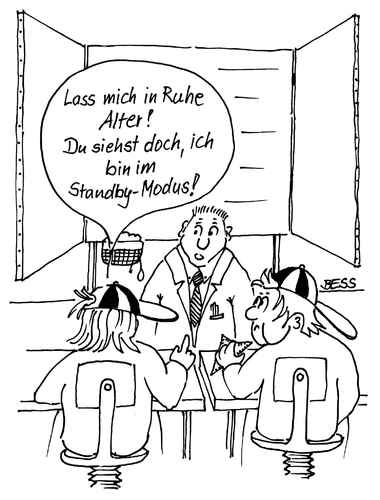 Lass mich in Ruhe
Alter!
Du siehst doch, ich
bin im
Standby-Modus!
BESS